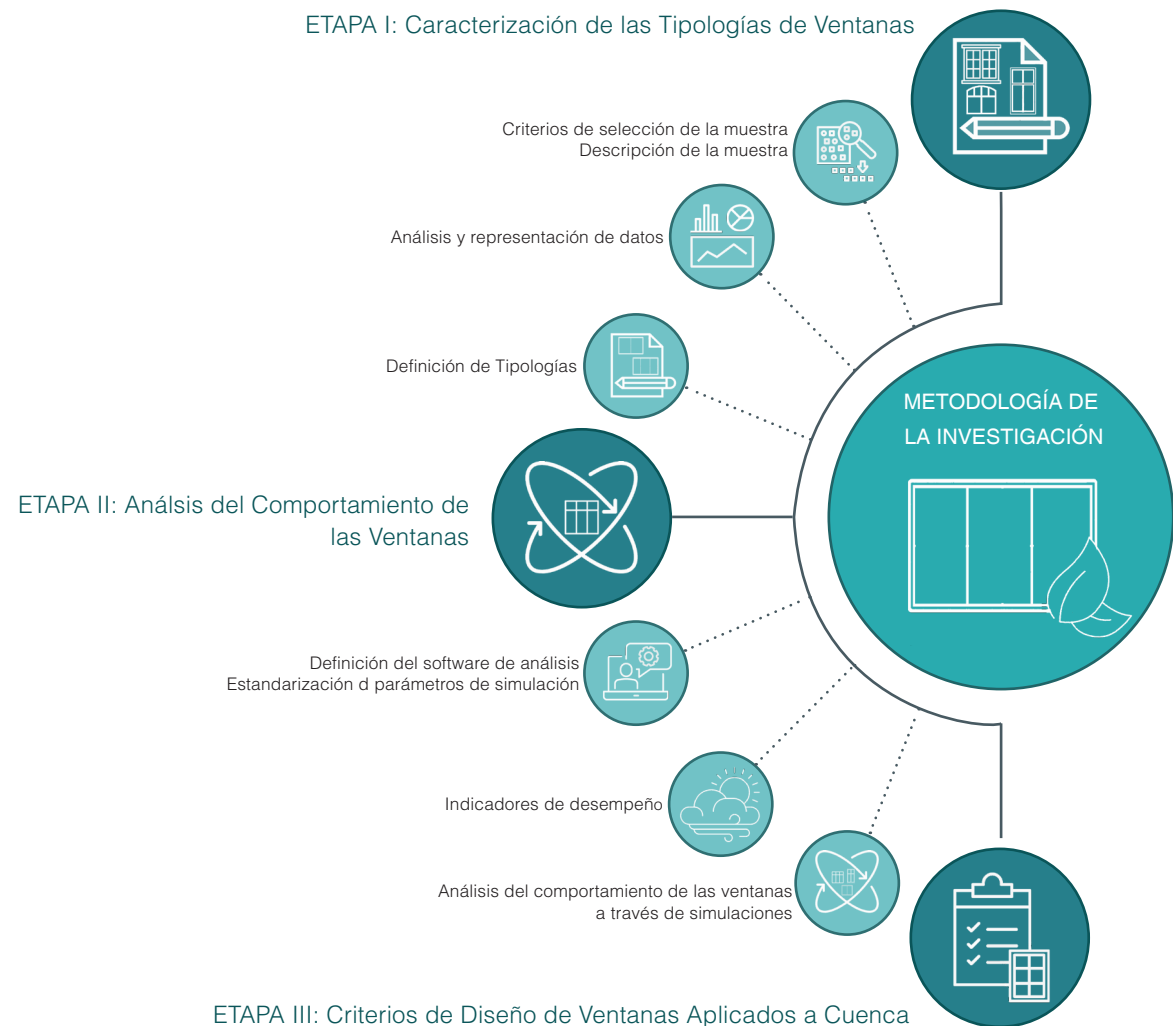 ETAPA I: Caracterización de las Tipologías de Ventanas
Criterios de selección de la muestra
Descripción de la muestra
Análisis y representación de datos
Definición de Tipologías
METODOLOGÍA DE
LA INVESTIGACIÓN
ETAPA II: Análsis del Comportamiento de
las Ventanas
Definición del software de análisis
Estandarización d parámetros de simulación
Indicadores de desempeño
Análisis del comportamiento de las ventanas
a través de simulaciones
ETAPA III: Criterios de Diseño de Ventanas Aplicados a Cuenca